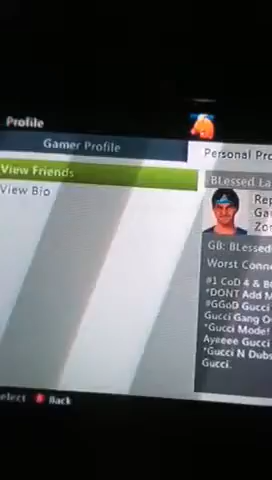 Profile
Gamer Profile
Personal Pro
View Friends
View Bio
BLessed La
Rep
Ga
Zo
GB: BLessed
Worst Conn
#1 CoD 4 & B
*DONT Add M
#GGoD Gucci
Gucci Gang O
*Gucci Mode!
Ayeeee Gucci
*Gucci N Dubs
Gucci.
elect Back